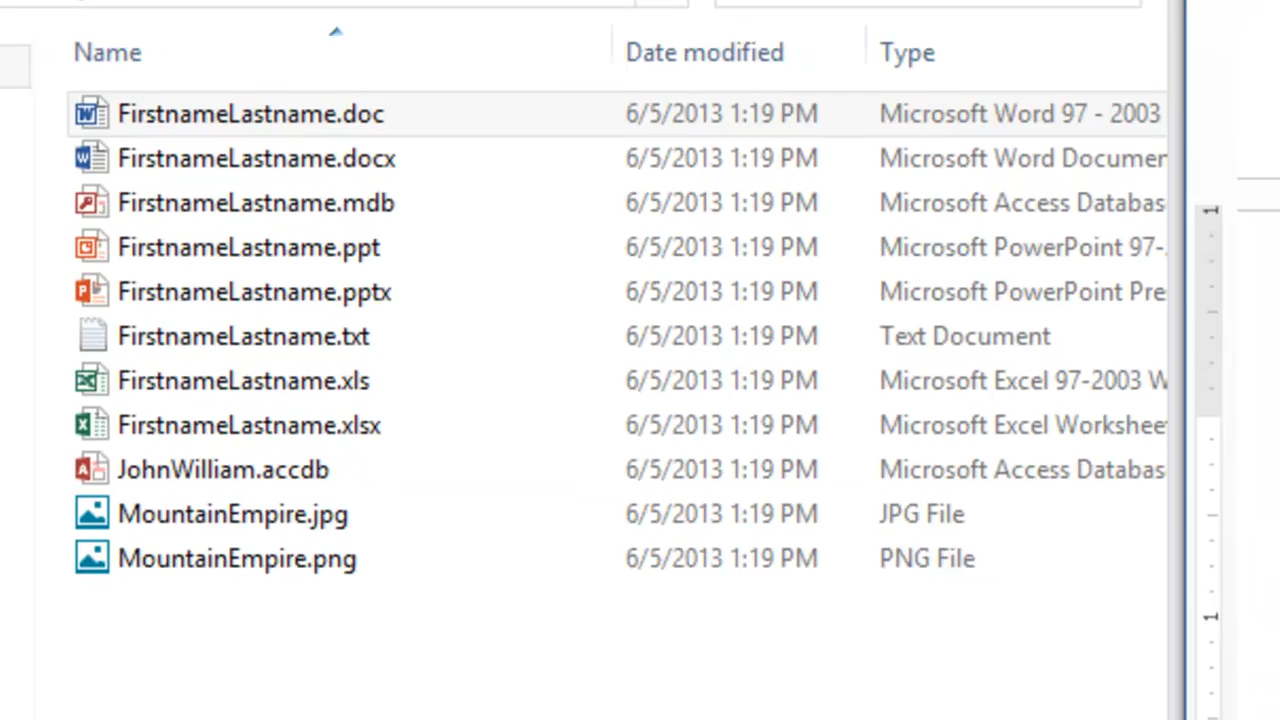 Name Date modified Type
FirstnameLastname.doc 6/5/2013 1:19 PM Microsoft Word 97 - 2003
FirstnameLastname.docx 6/5/2013 1:19 PM Microsoft Word Documen
FirstnameLastname.mdb 6/5/2013 1:19 PM Microsoft Access Databas
FirstnameLastname.ppt 6/5/2013 1:19 PM Microsoft PowerPoint 97-
FirstnameLastname.pptx 6/5/2013 1:19 PM Microsoft PowerPoint Pre
FirstnameLastname.txt 6/5/2013 1:19 PM Text Document
FirstnameLastname.xls 6/5/2013 1:19 PM Microsoft Excel 97-2003 W
FirstnameLastname.xlsx 6/5/2013 1:19 PM Microsoft Excel Workshee
JohnWilliam.accdb 6/5/2013 1:19 PM Microsoft Access Databas
MountainEmpire.jpg 6/5/2013 1:19 PM JPG File
MountainEmpire.png 6/5/2013 1:19 PM PNG File
1
1